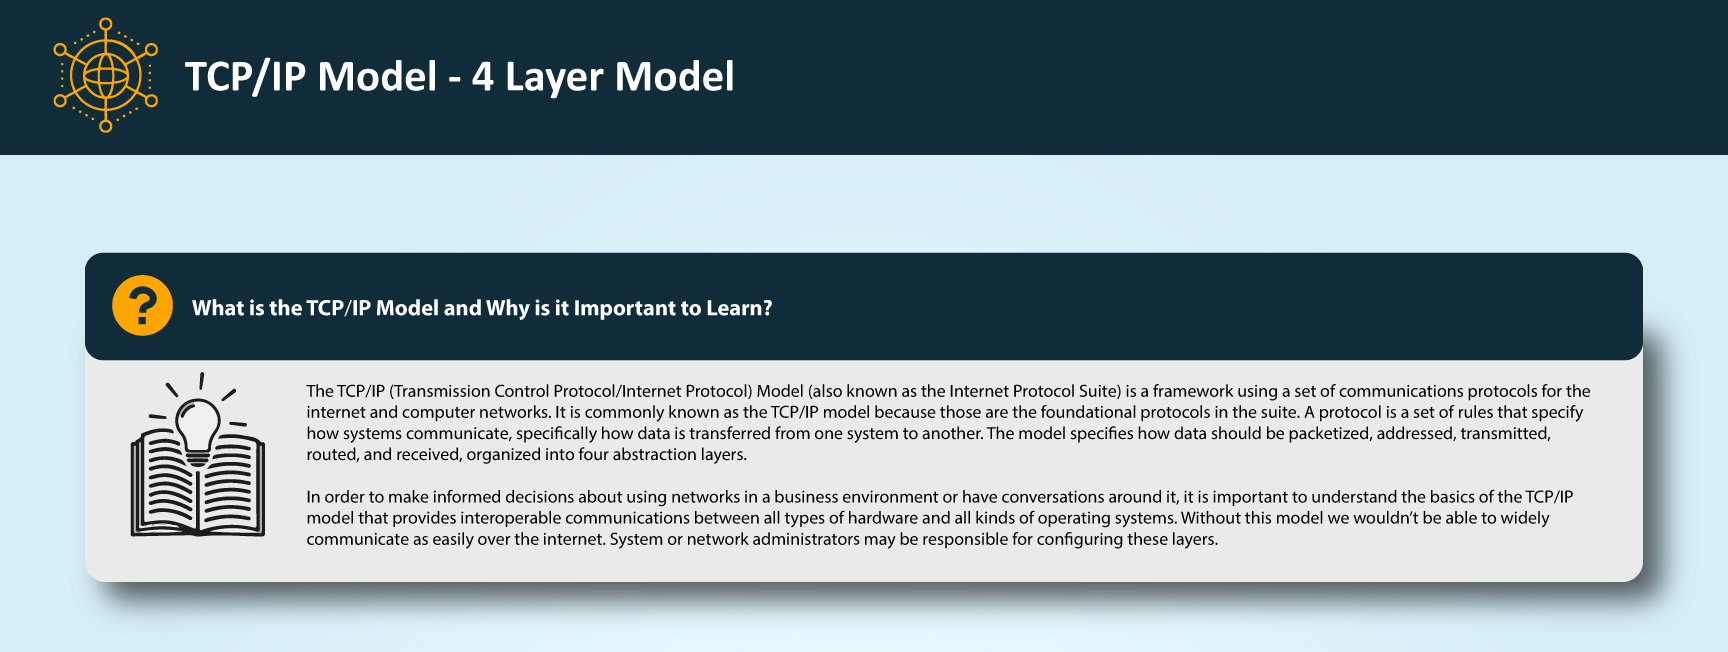 TCP/IP Model - 4 Layer Model
What is the TCP/IP Model and Why is it Important to Learn?
The TCP/IP (Transmission Control Protocol/Internet Protocol) Model (also known as the Internet Protocol Suite) is a framework using a set of communications protocols for the
internet and computer networks. It is commonly known as the TCP/IP model because those are the foundational protocols in the suite. A protocol is a set of rules that specify
how systems communicate, specifically how data is transferred from one system to another. The model specifies how data should be packetized, addressed, transmitted,
routed, and received, organized into four abstraction layers.
In order to make informed decisions about using networks in a business environment or have conversations around it, it is important to understand the basics of the TCP/IP
model that provides interoperable communications between all types of hardware and all kinds of operating systems. Without this model we wouldn't be able to widely
communicate as easily over the internet. System or network administrators may be responsible for configuring these layers.